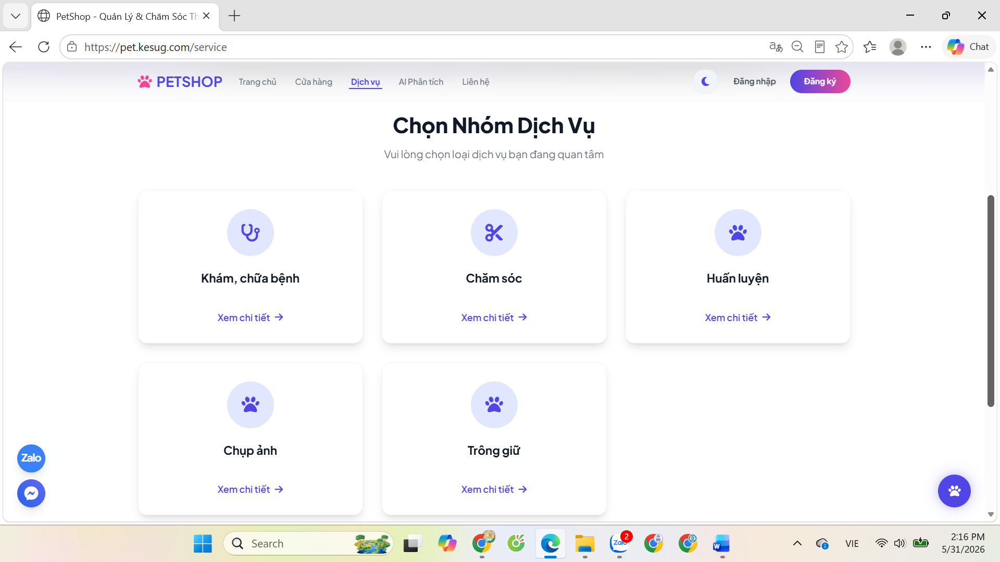 PetShop - Quản Lý & Chăm Sóc Th
https://pet.kesug.com/service
Chat
PETSHOP
Trang chủ
Cửa hàng
Dịch vụ
AI Phân tích
Liên hệ
Đăng nhập
Đăng ký
Chọn Nhóm Dịch Vụ
Vui lòng chọn loại dịch vụ bạn đang quan tâm
Khám, chữa bệnh
Xem chi tiết
Chăm sóc
Xem chi tiết
Huấn luyện
Xem chi tiết
Chụp ảnh
Xem chi tiết
Trông giữ
Xem chi tiết
Zalo
Search
Zalo
2
W
VIE
2:16 PM
5/31/2026